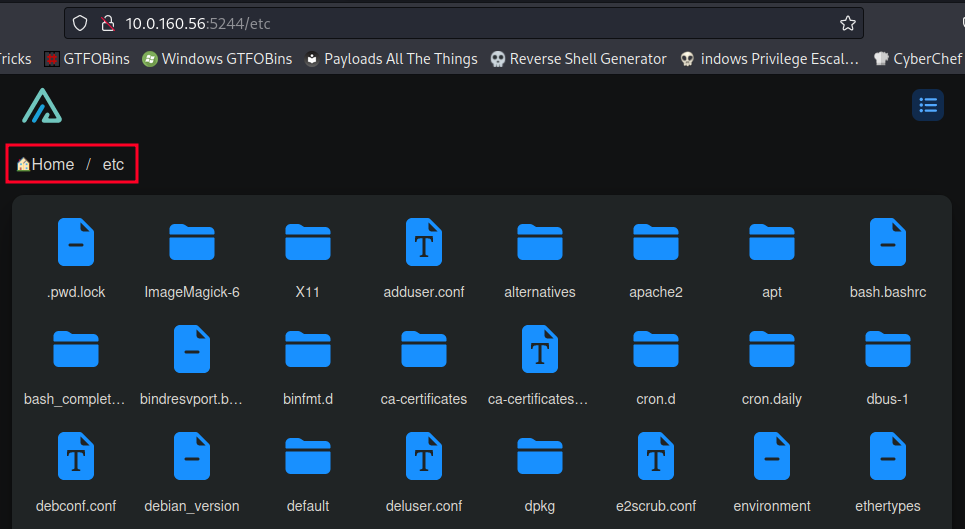 10.0.160.56:5244/etc
ricks GTFOBins Windows GTFOBins Payloads All The Things Reverse Shell Generator indows Privilege Escal… CyberChef
Home / etc
.pwd.lock ImageMagick-6 X11 adduser.conf alternatives apache2 apt bash.bashrc
bash_complet… bindresvport.b… binfmt.d ca-certificates ca-certificates… cron.d cron.daily dbus-1
debconf.conf debian_version default deluser.conf dpkg e2scrub.conf environment ethertypes